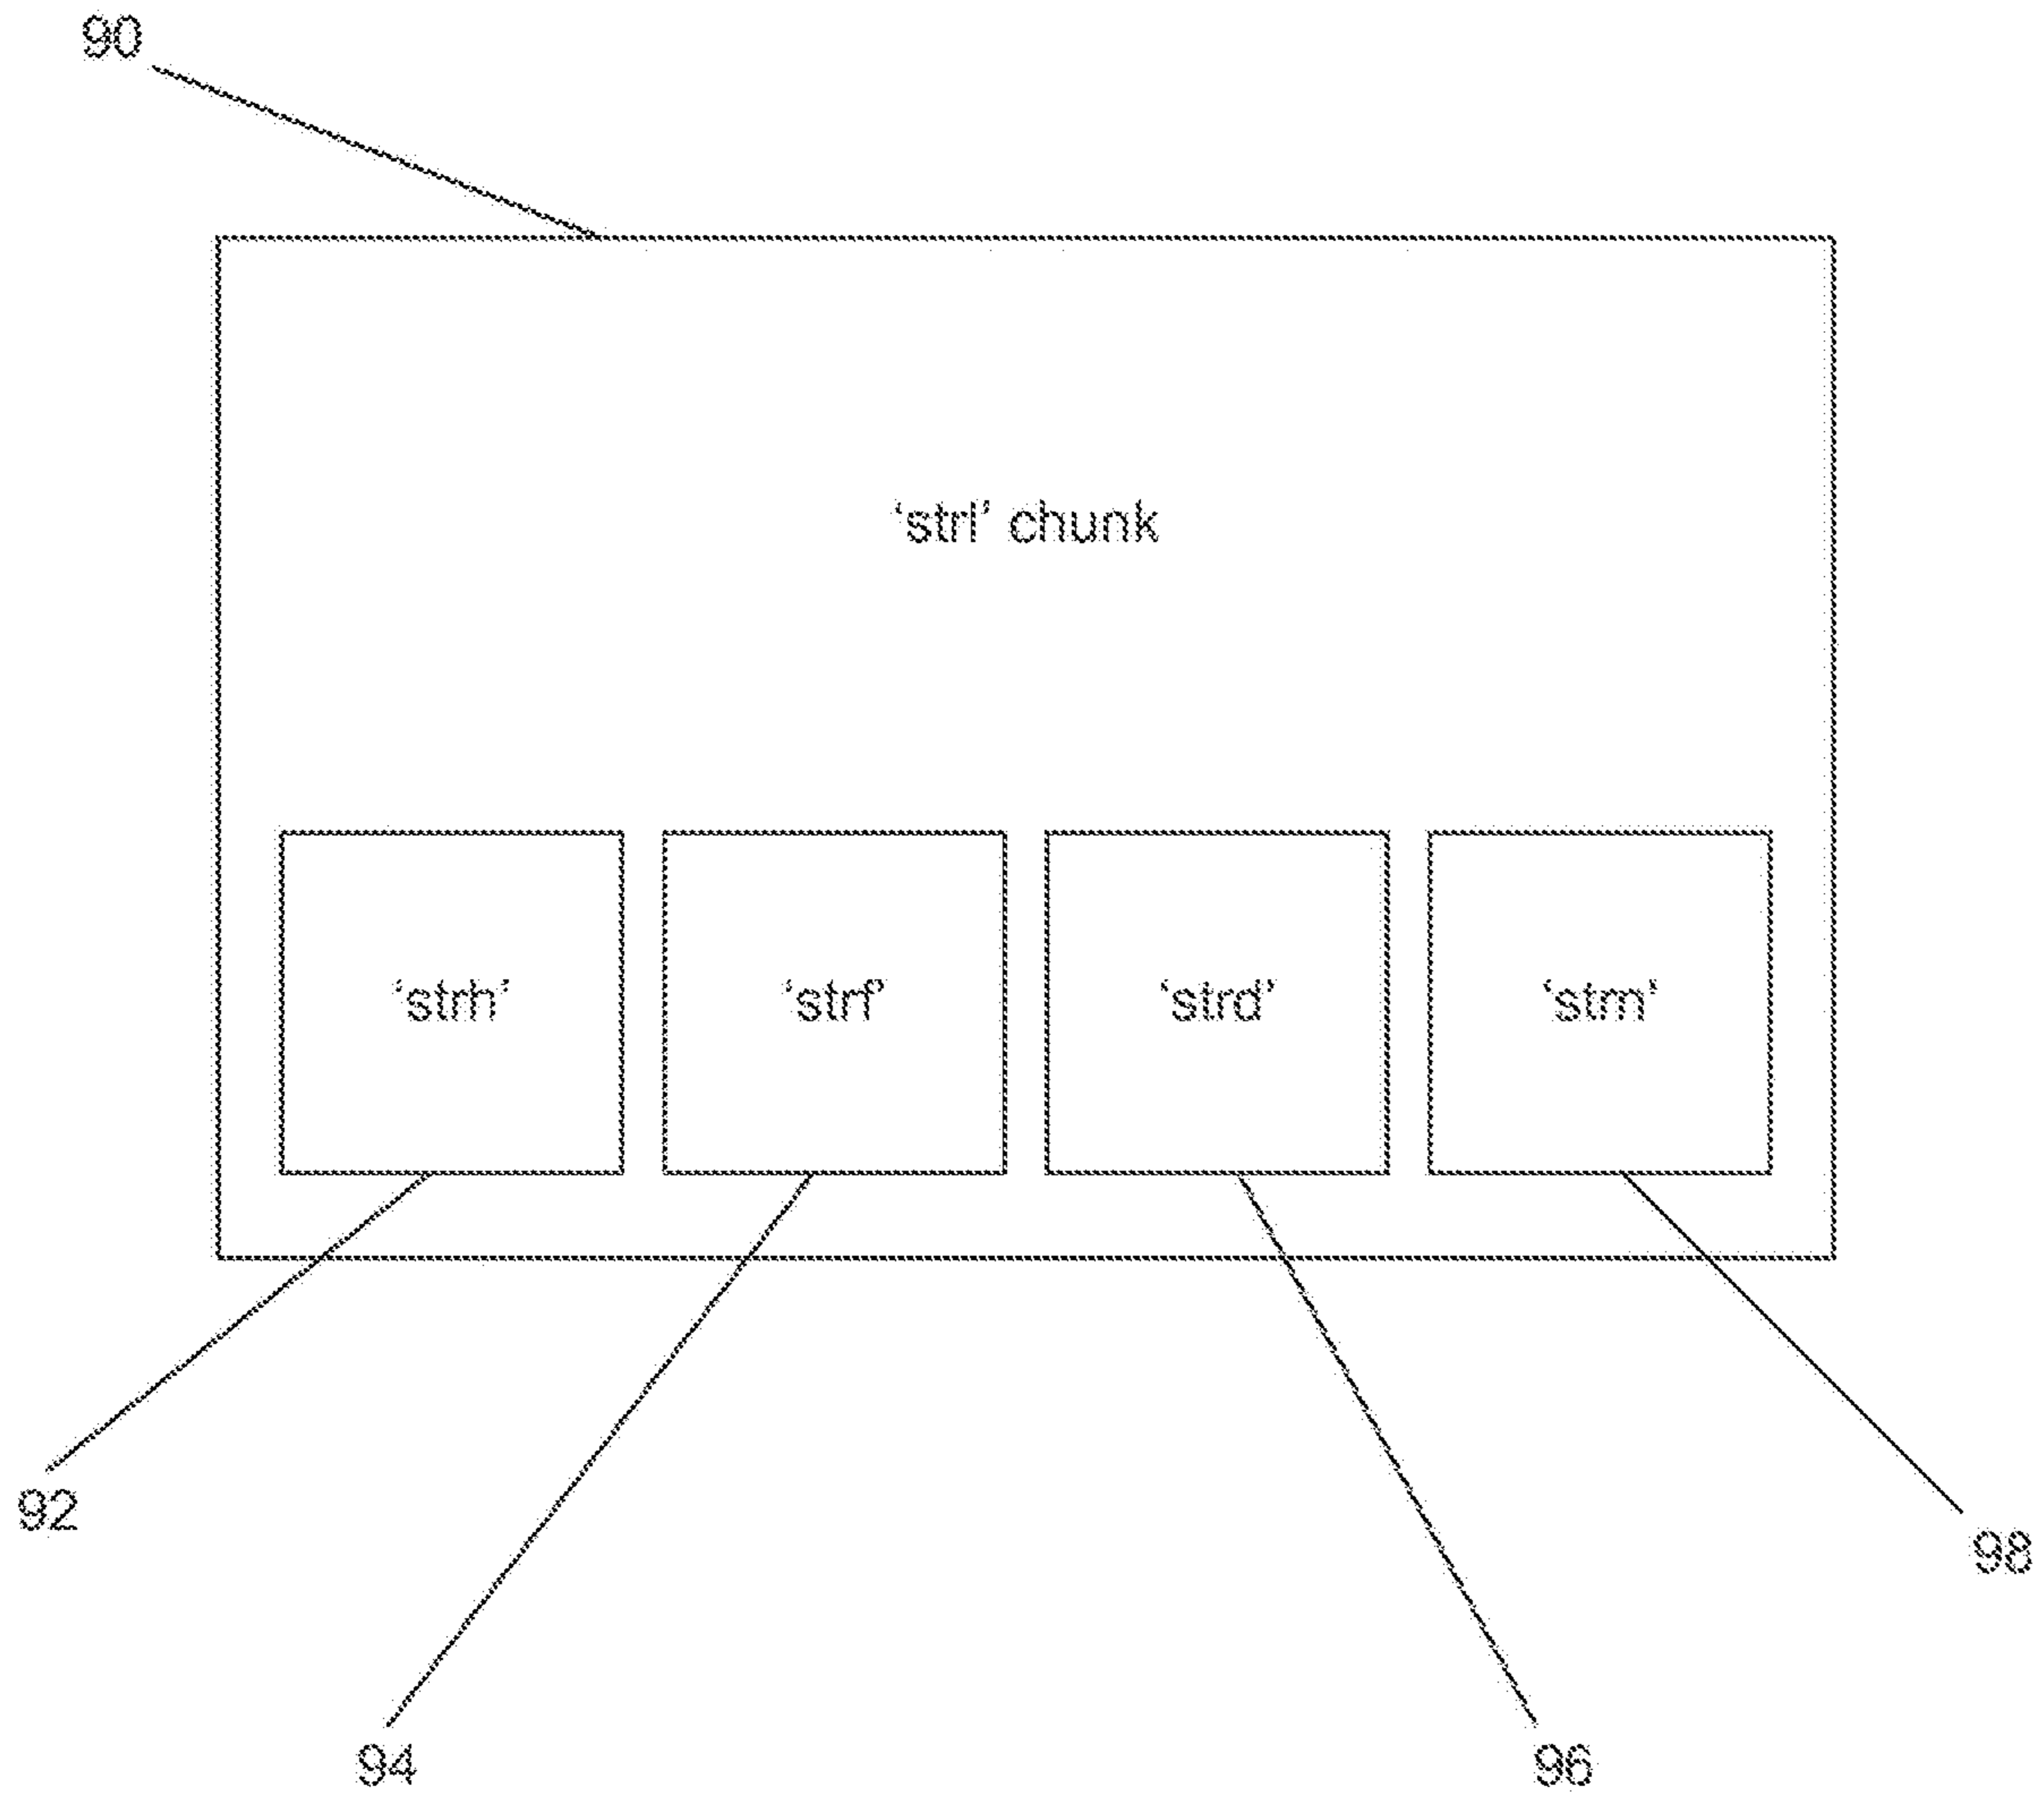 90
‘strl’ chunk
‘strh’ ‘strf’ ‘strd’ ‘strn’
92
98
94 96